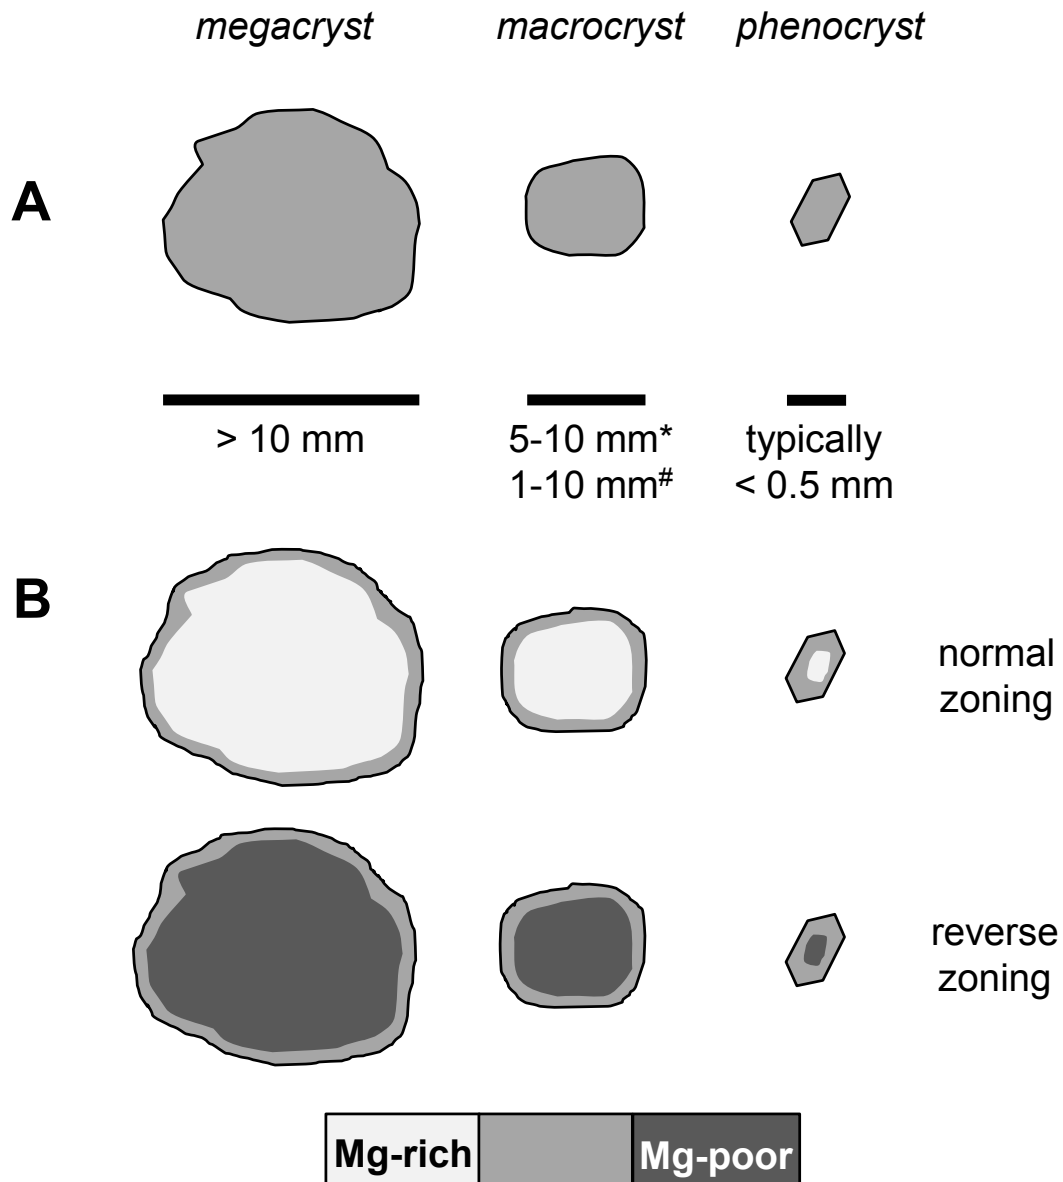 megacryst macrocryst phenocryst
A
> 10 mm 5-10 mm* typically
1-10 mm# < 0.5 mm
B
normal
zoning
reverse
zoning
Mg-rich Mg-poor